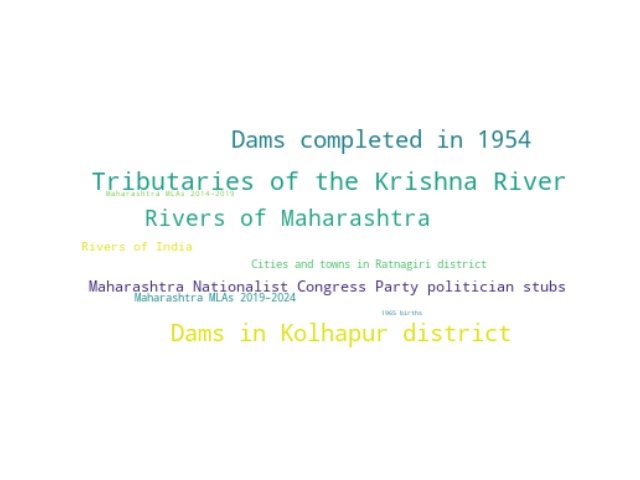 Dams completed in 1954
Tributaries of the Krishna River
Maharashtra MLAs 2014–2019
Rivers of Maharashtra
Rivers of India
Cities and towns in Ratnagiri district
Maharashtra Nationalist Congress Party politician stubs
Maharashtra MLAs 2019–2024
1965 births
Dams in Kolhapur district